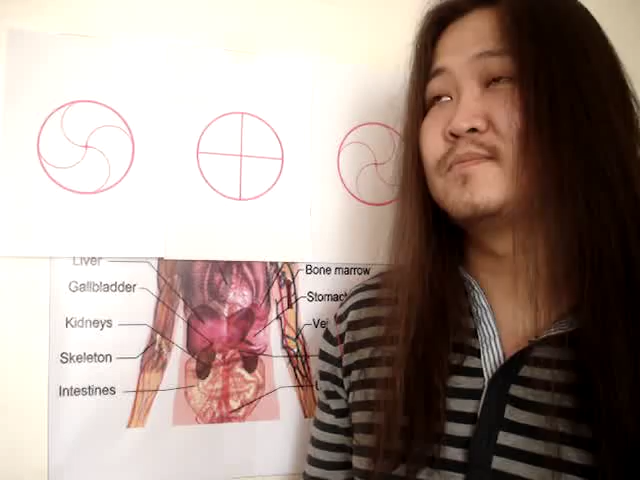 Liver
Gallbladder
Kidneys
Skeleton
Intestines
Bone marrow